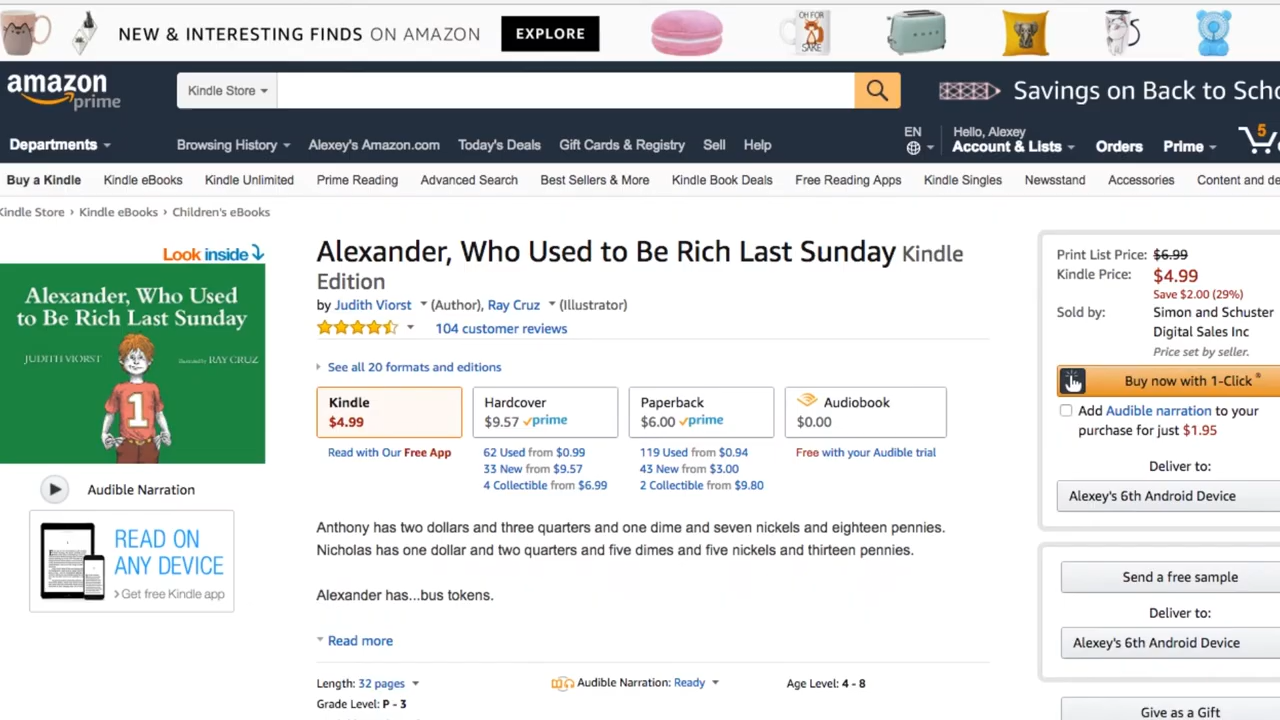 NEW & INTERESTING FINDS ON AMAZON EXPLORE
OH FOR
SAKE
amazon
prime
Kindle Store
Savings on Back to Scho
Departments
Browsing History Alexey's Amazon.com Today's Deals Gift Cards & Registry Sell Help
EN
Hello, Alexey
Account & Lists Orders Prime 5
Buy a Kindle Kindle eBooks Kindle Unlimited Prime Reading Advanced Search Best Sellers & More Kindle Book Deals Free Reading Apps Kindle Singles Newsstand Accessories Content and de
Kindle Store › Kindle eBooks › Children's eBooks
Look inside
Alexander, Who Used
to Be Rich Last Sunday
JUDITH VIORST Illustrated by RAY CRUZ
1
Audible Narration
READ ON
ANY DEVICE
›Get free Kindle app
Alexander, Who Used to Be Rich Last Sunday Kindle
Edition
by Judith Viorst (Author), Ray Cruz (Illustrator)
104 customer reviews
See all 20 formats and editions
Kindle
$4.99
Read with Our Free App
Hardcover
$9.57 prime
62 Used from $0.99
33 New from $9.57
4 Collectible from $6.99
Paperback
$6.00 prime
119 Used from $0.94
43 New from $3.00
2 Collectible from $9.80
Audiobook
$0.00
Free with your Audible trial
Anthony has two dollars and three quarters and one dime and seven nickels and eighteen pennies.
Nicholas has one dollar and two quarters and five dimes and five nickels and thirteen pennies.
Alexander has...bus tokens.
Read more
Length: 32 pages
Audible Narration: Ready
Age Level: 4 - 8
Grade Level: P - 3
Print List Price: $6.99
Kindle Price: $4.99
Save $2.00 (29%)
Sold by: Simon and Schuster
Digital Sales Inc
Price set by seller.
Buy now with 1-Click ®
Add Audible narration to your
purchase for just $1.95
Deliver to:
Alexey's 6th Android Device
Send a free sample
Deliver to:
Alexey's 6th Android Device
Give as a Gift